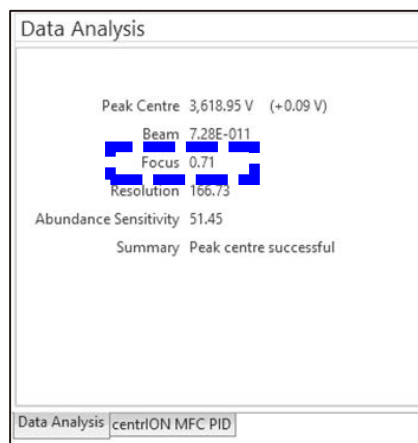 Data Analysis
Peak Centre 3,618.95 V (+0.09 V)
Beam 7.28E-011
Focus 0.71
Resolution 166.73
Abundance Sensitivity 51.45
Summary Peak centre successful
Data Analysis centrION MFC PID